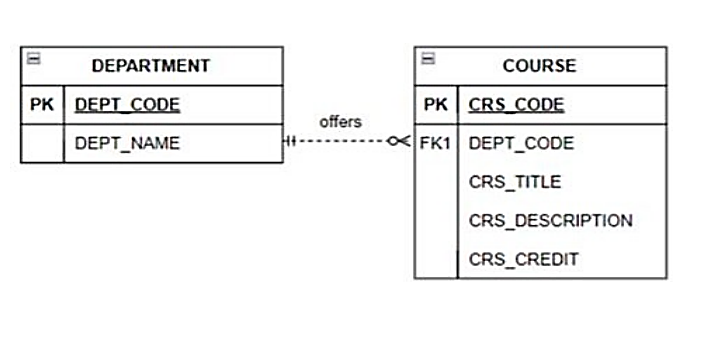 DEPARTMENT
PK DEPT_CODE
DEPT_NAME
offers
COURSE
PK CRS_CODE
FK1 DEPT_CODE
CRS_TITLE
CRS_DESCRIPTION
CRS_CREDIT